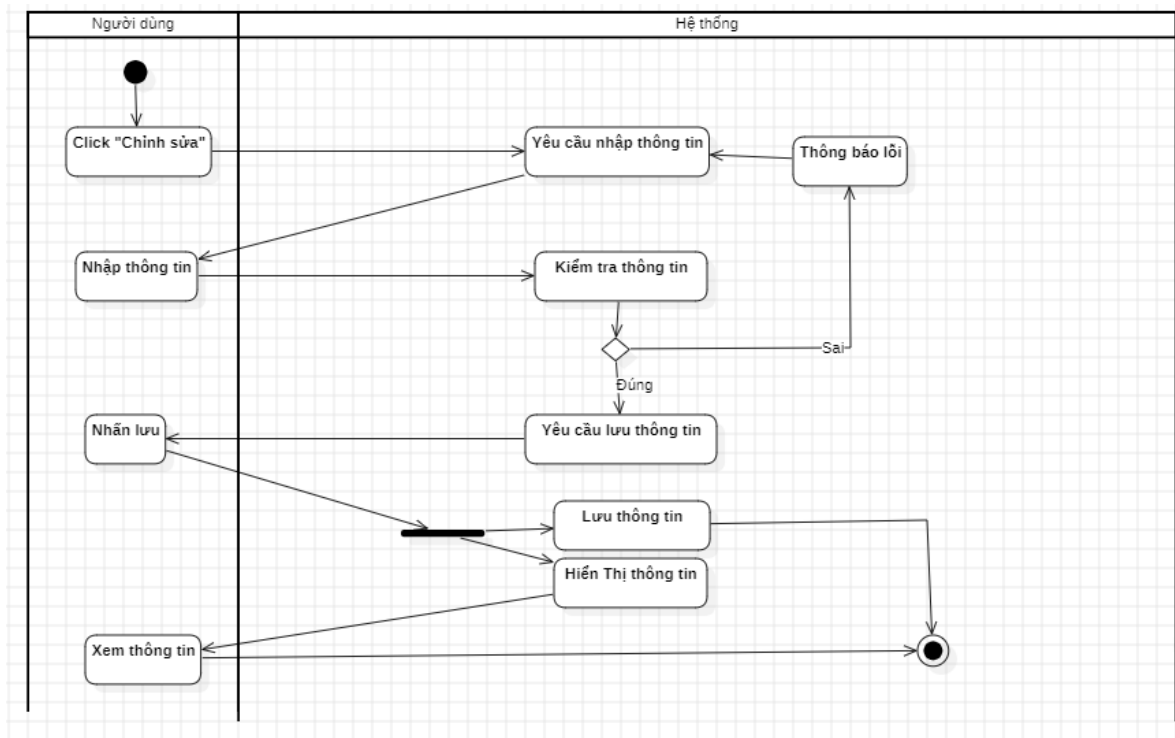 Người dùng
Hệ thống
Click "Chỉnh sửa"
Yêu cầu nhập thông tin
Thông báo lỗi
Nhập thông tin
Kiểm tra thông tin
Sai
Đúng
Nhấn lưu
Yêu cầu lưu thông tin
Lưu thông tin
Hiển Thị thông tin
Xem thông tin